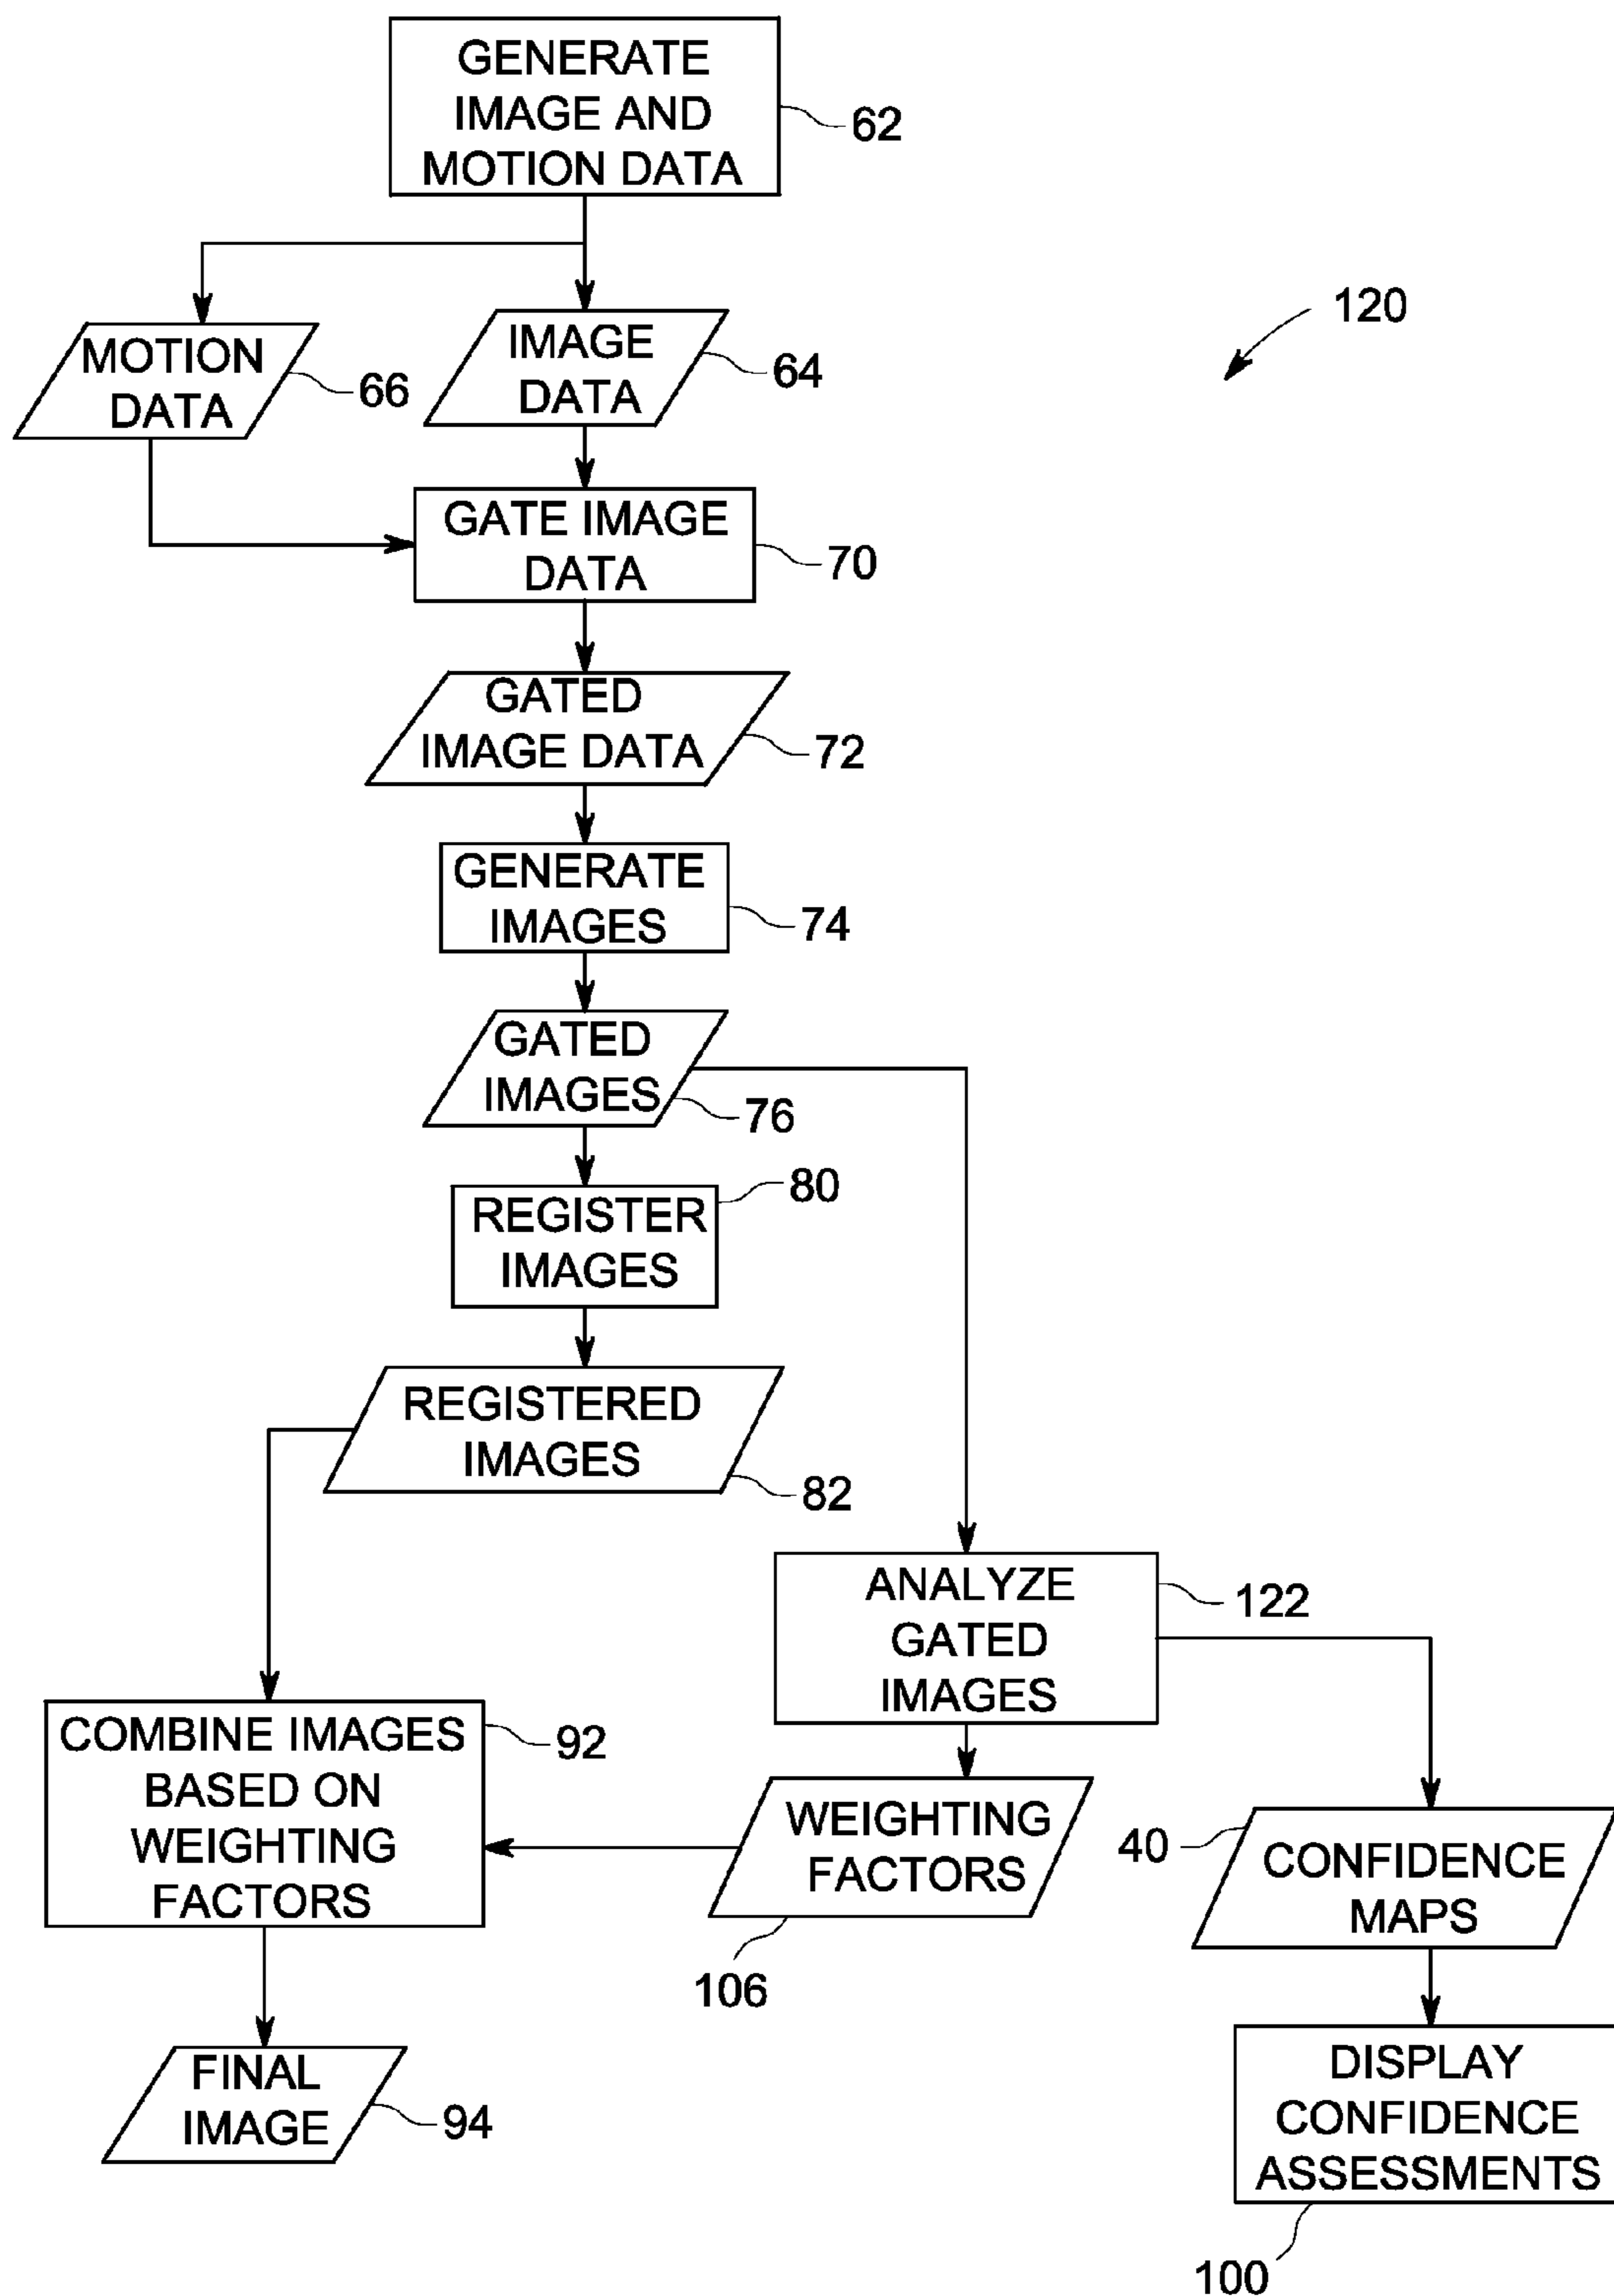 GENERATE
IMAGE AND
MOTION DATA
62
120
MOTION
DATA
66
IMAGE
DATA
64
GATE IMAGE
DATA
70
GATED
IMAGE DATA
72
GENERATE
IMAGES
74
GATED
IMAGES
76
REGISTER
IMAGES
80
REGISTERED
IMAGES
82
ANALYZE
GATED
IMAGES
122
COMBINE IMAGES
BASED ON
WEIGHTING
FACTORS
92
WEIGHTING
FACTORS
106
40
CONFIDENCE
MAPS
FINAL
IMAGE
94
DISPLAY
CONFIDENCE
ASSESSMENTS
100